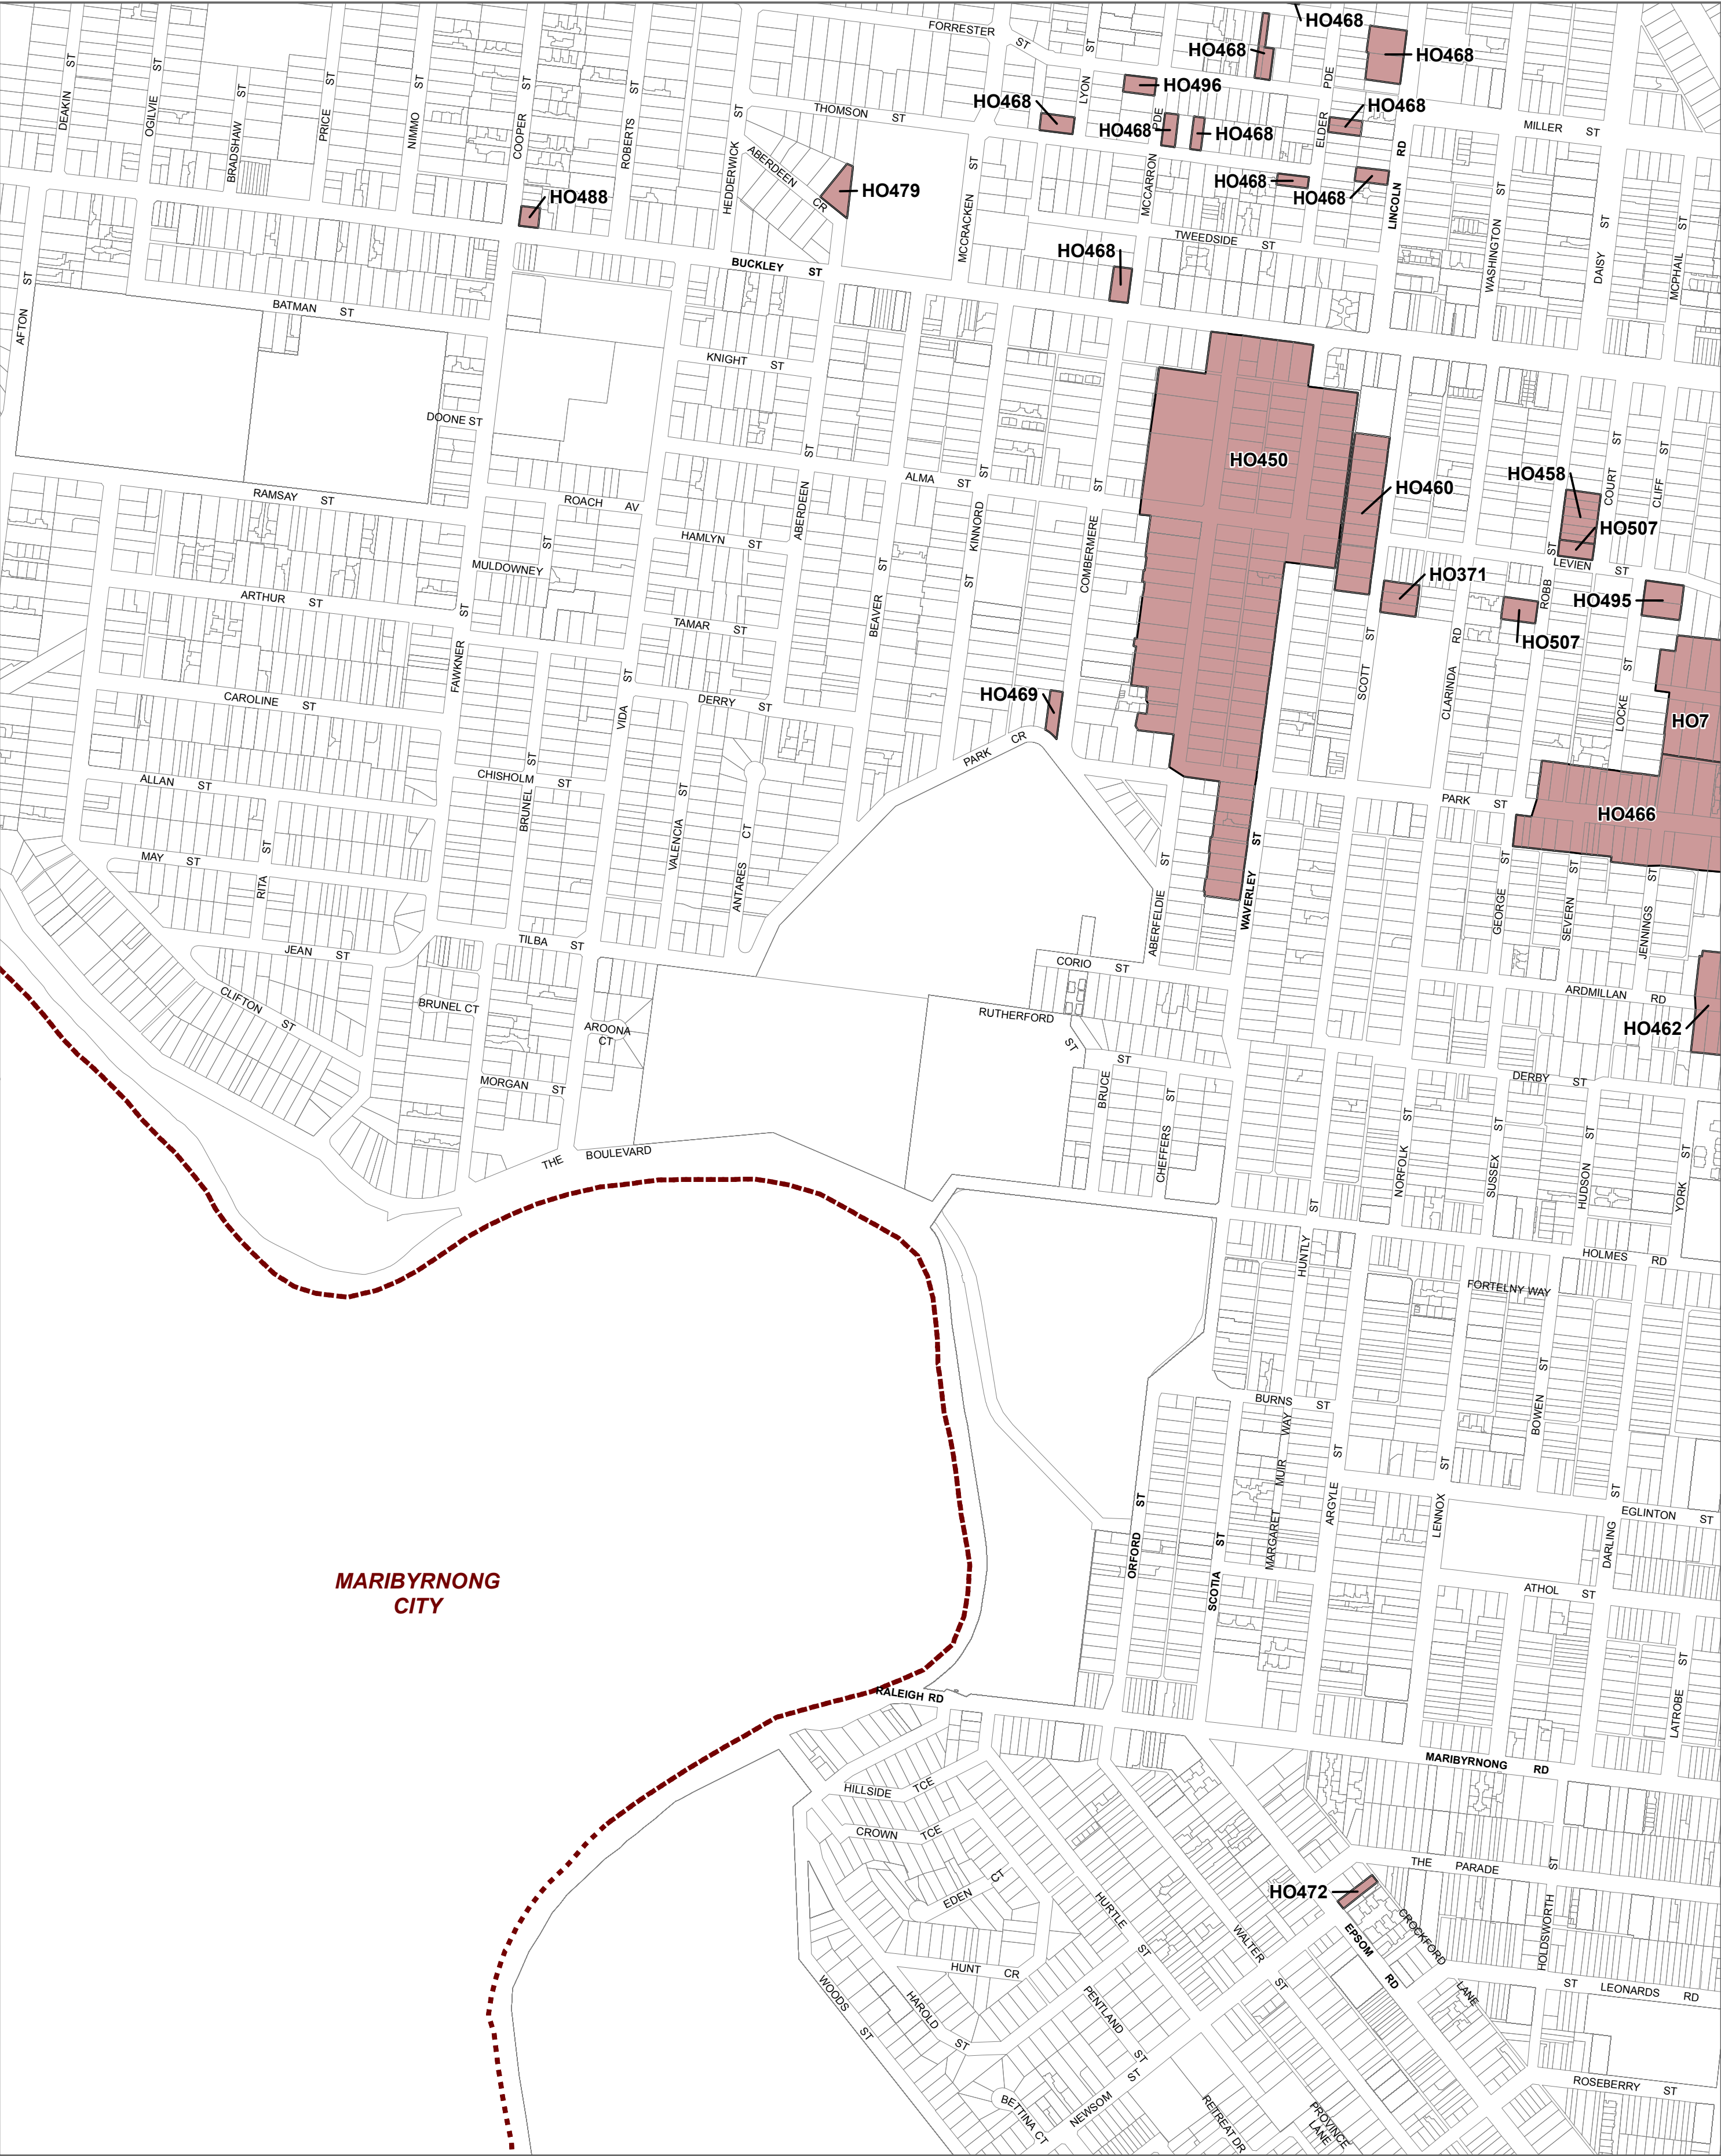 HO468
FORRESTER
ST
ST
HO468
HO468
DEAKIN ST
OGILVIE ST
BRADSHAW ST
PRICE ST
NIMMO ST
COOPER ST
ROBERTS ST
HEDDERWICK ST
LYON ST
PDE
ELDER PDE
HO496
HO468
HO468
THOMSON ST
HO468
HO468
MILLER ST
ABERDEEN CR
MCCRACKEN ST
MCCARRON PDE
LINCOLN RD
HO479
HO468
HO468
HO488
WASHINGTON ST
DAISY ST
MCPHAIL ST
TWEEDSIDE ST
HO468
BUCKLEY ST
AFTON ST
BATMAN ST
KNIGHT ST
DOONE ST
HO450
HO458
HO460
COURT ST
CLIFF ST
ALMA ST
RAMSAY ST
ROACH AV
ABERDEEN ST
KINNORD ST
COMBERMERE ST
HO507
HAMLYN ST
MULDOWNEY ST
LEVIEN ST
HO371
ROBB ST
HO495
ARTHUR ST
BEAVER ST
TAMAR ST
HO507
FAWKNER ST
SCOTT ST
CLARINDA RD
LOCKE ST
CAROLINE ST
DERRY ST
VIDA ST
HO469
HO7
PARK CR
CHISHOLM ST
ALLAN ST
BRUNEL ST
VALENCIA ST
ANTARES CT
PARK ST
HO466
MAY ST
RITA ST
ABERFELDIE ST
WAVERLEY ST
GEORGE ST
SEVERN ST
JENNINGS ST
JEAN ST
TILBA ST
CORIO ST
ARDMILLAN RD
CLIFTON ST
BRUNEL CT
RUTHERFORD ST
AROONA
CT
HO462
ST
MORGAN ST
BRUCE
CHEFFERS ST
DERBY ST
THE BOULEVARD
NORFOLK ST
SUSSEX ST
HUDSON ST
YORK ST
HUNTLY ST
HOLMES RD
FORTELNY WAY
BURNS ST
BOWEN ST
MARGARET MUIR WAY
ARGYLE ST
LENNOX ST
EGLINTON ST
DARLING ST
ORFORD ST
SCOTIA ST
MARIBYRNONG
CITY
ATHOL ST
LATROBE ST
RALEIGH RD
MARIBYRNONG RD
HILLSIDE TCE
CROWN TCE
THE PARADE
EDEN CT
HO472
HURTLE ST
WALTER ST
EPSOM RD
CROCKFORD LANE
HOLDSWORTH ST
HUNT CR
ST LEONARDS RD
WOODS ST
HAROLD ST
PENTLAND ST
ROSEBERRY ST
NEWSOM ST
BETTINA CT
RETREAT DR
PROVINCE
LANE